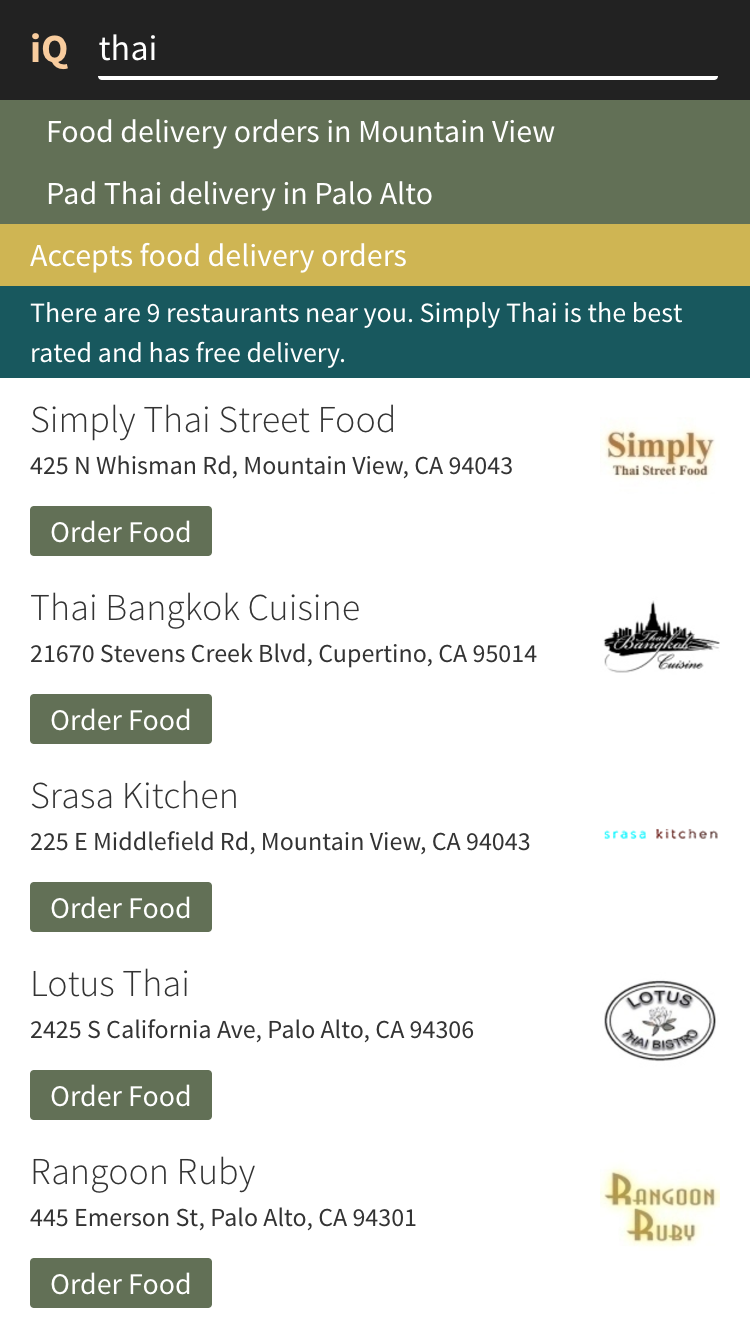 iQ thai
Food delivery orders in Mountain View
Pad Thai delivery in Palo Alto
Accepts food delivery orders
There are 9 restaurants near you. Simply Thai is the best
rated and has free delivery.
Simply Thai Street Food
425 N Whisman Rd, Mountain View, CA 94043
Simply
Thai Street Food
Order Food
Thai Bangkok Cuisine
21670 Stevens Creek Blvd, Cupertino, CA 95014
Thai
Bangkok
Cuisine
Order Food
Srasa Kitchen
225 E Middlefield Rd, Mountain View, CA 94043
srasa kitchen
Order Food
Lotus Thai
2425 S California Ave, Palo Alto, CA 94306
LOTUS
THAI BISTRO
Order Food
Rangoon Ruby
445 Emerson St, Palo Alto, CA 94301
RANGOON
RUBY
Order Food